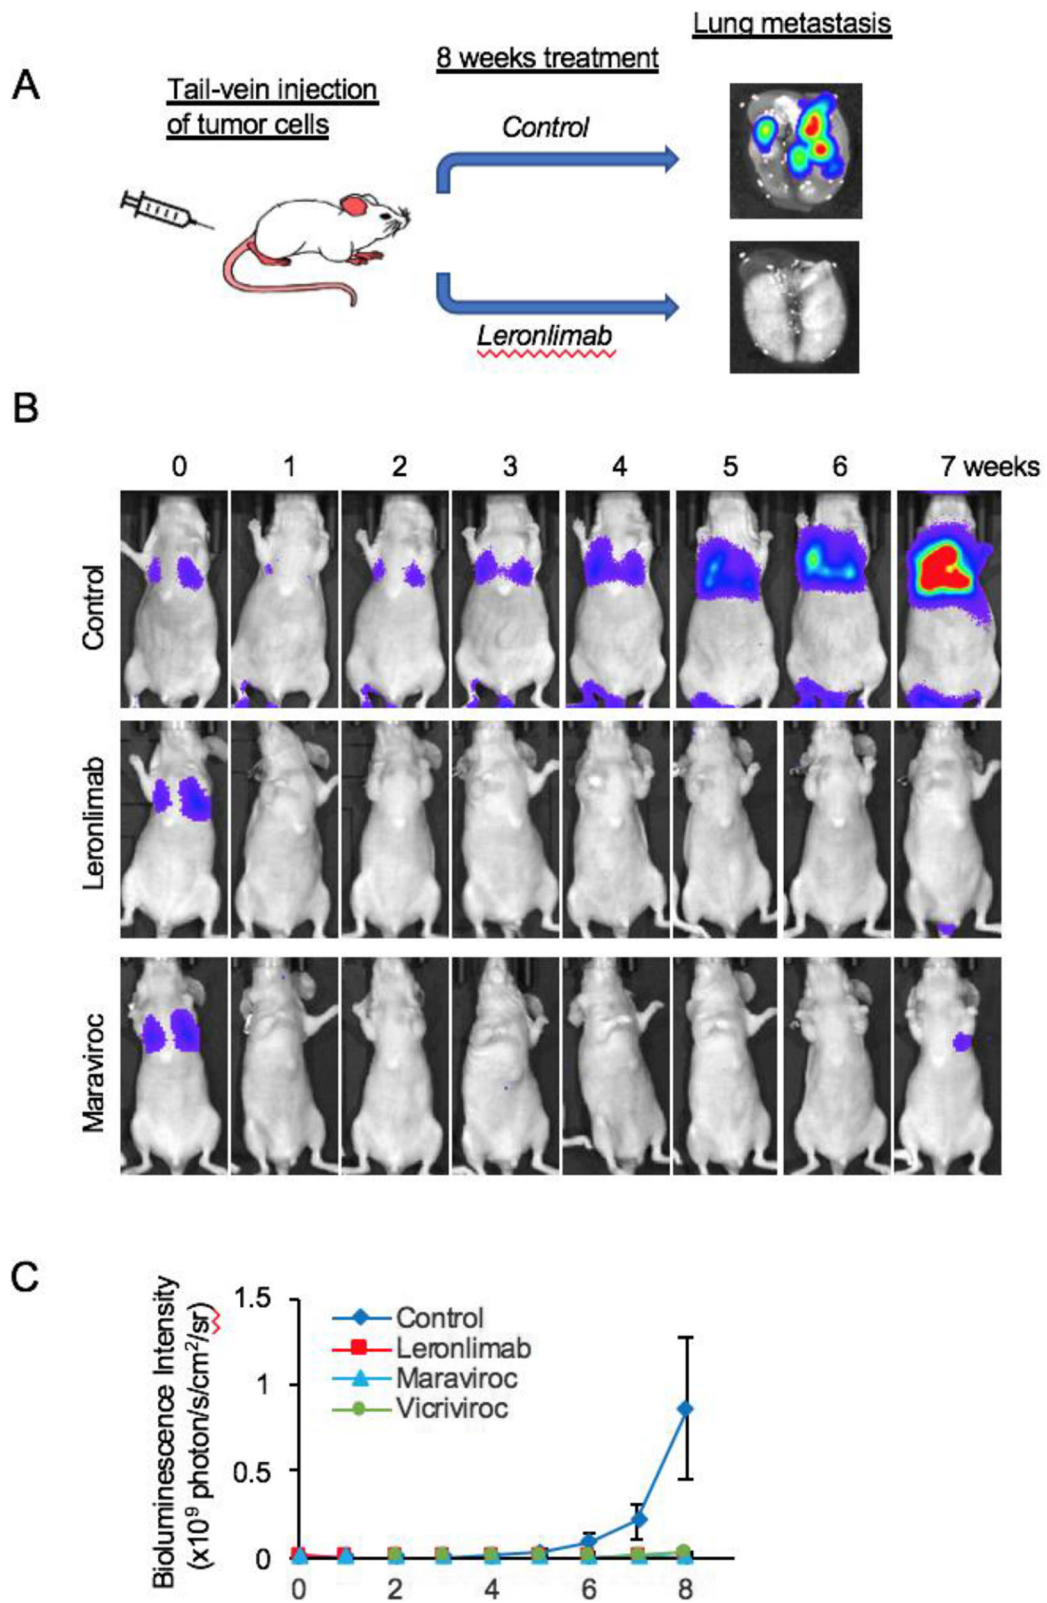 Lung metastasis
A
8 weeks treatment
Tail-vein injection
of tumor cells
Control
Leronlimab
B
0 1 2 3 4 5 6 7 weeks
Control
Leronlimab
Maraviroc
C
Bioluminescence Intensity
(x10⁹ photon/s/cm²/sr)
1.5
1
0.5
0
Control
Leronlimab
Maraviroc
Vicriviroc
0 2 4 6 8